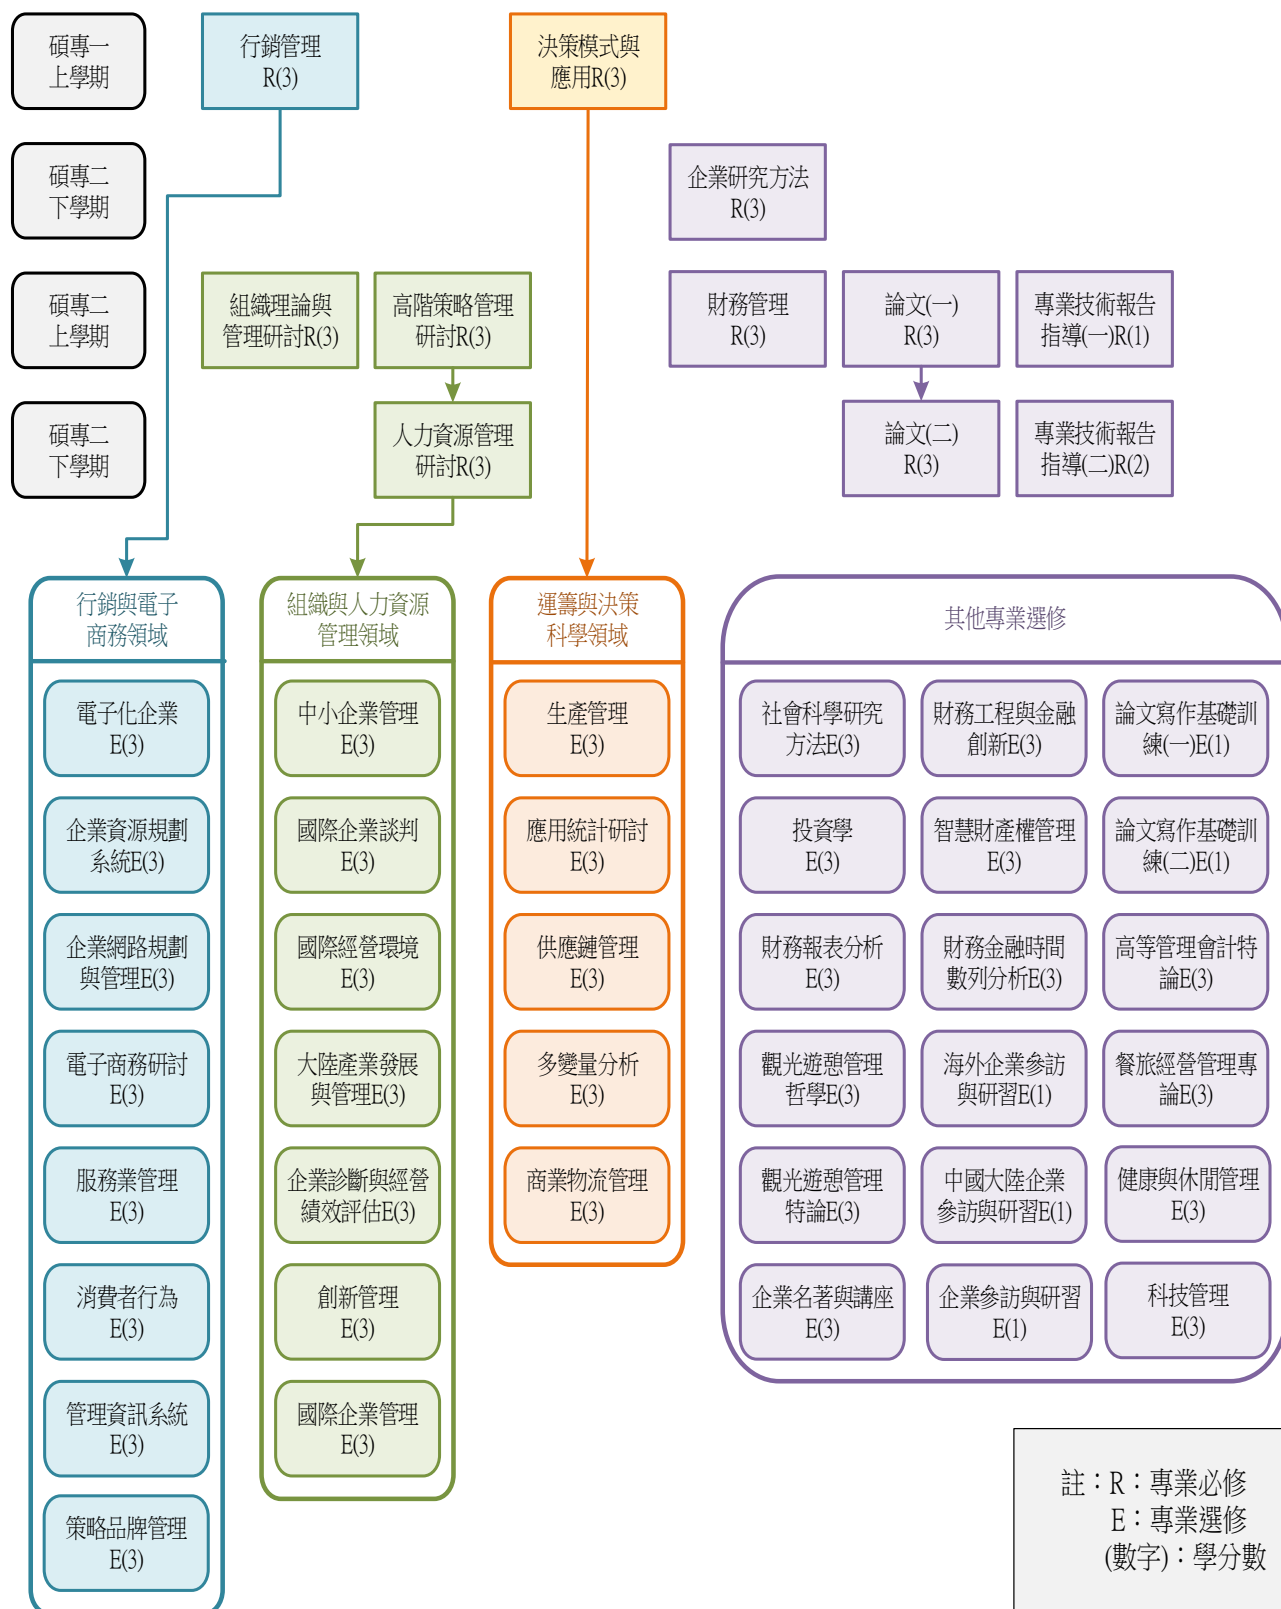 碩專一
上學期
行銷管理
R(3)
決策模式與
應用R(3)
碩專二
下學期
企業研究方法
R(3)
碩專二
上學期
組織理論與
管理研討R(3)
高階策略管理
研討R(3)
財務管理
R(3)
論文(一)
R(3)
專業技術報告
指導(一)R(1)
碩專二
下學期
人力資源管理
研討R(3)
論文(二)
R(3)
專業技術報告
指導(二)R(2)
行銷與電子
商務領域
電子化企業
E(3)
企業資源規劃
系統E(3)
企業網路規劃
與管理E(3)
電子商務研討
E(3)
服務業管理
E(3)
消費者行為
E(3)
管理資訊系統
E(3)
策略品牌管理
E(3)
組織與人力資源
管理領域
中小企業管理
E(3)
國際企業談判
E(3)
國際經營環境
E(3)
大陸產業發展
與管理E(3)
企業診斷與經營
績效評估E(3)
創新管理
E(3)
國際企業管理
E(3)
運籌與決策
科學領域
生產管理
E(3)
應用統計研討
E(3)
供應鏈管理
E(3)
多變量分析
E(3)
商業物流管理
E(3)
其他專業選修
社會科學研究
方法E(3)
財務工程與金融
創新E(3)
論文寫作基礎訓
練(一)E(1)
投資學
E(3)
智慧財產權管理
E(3)
論文寫作基礎訓
練(二)E(1)
財務報表分析
E(3)
財務金融時間
數列分析E(3)
高等管理會計特
論E(3)
觀光遊憩管理
哲學E(3)
海外企業參訪
與研習E(1)
餐旅經營管理專
論E(3)
觀光遊憩管理
特論E(3)
中國大陸企業
參訪與研習E(1)
健康與休閒管理
E(3)
企業名著與講座
E(3)
企業參訪與研習
E(1)
科技管理
E(3)
註：R：專業必修
E：專業選修
(數字)：學分數